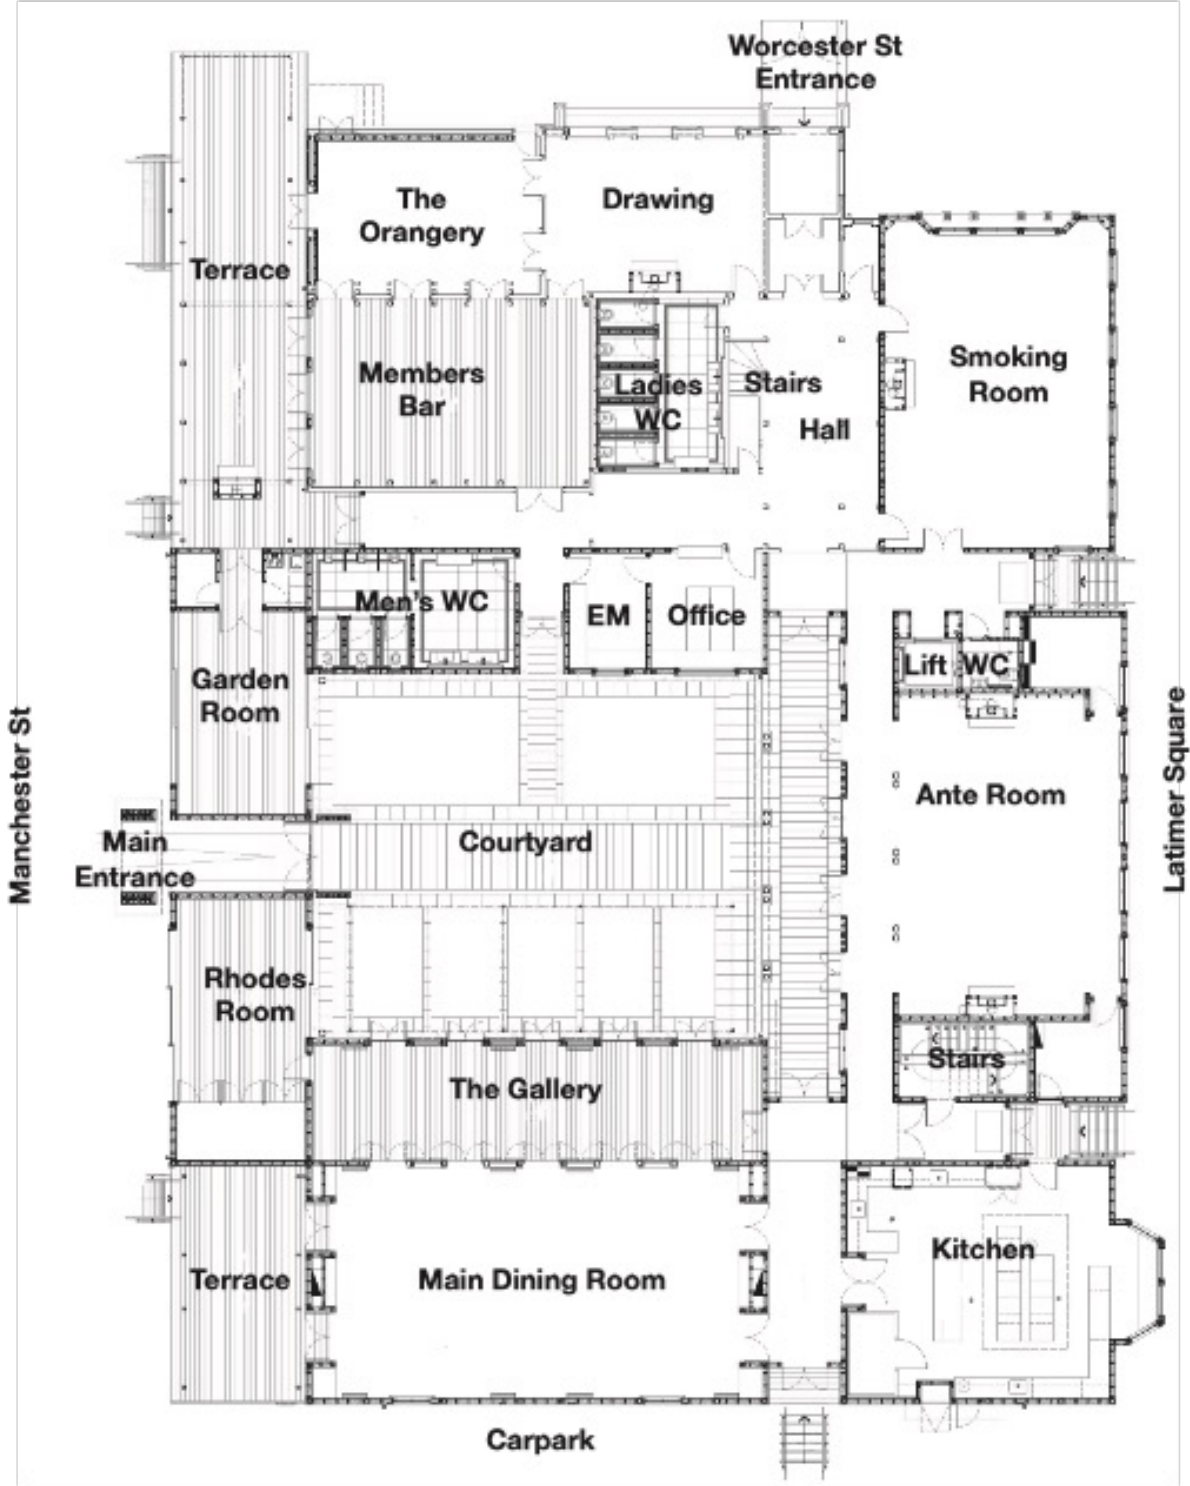 Worcester St
Entrance
The
Orangery
Drawing
Terrace
Members
Bar
Ladies
WC
Stairs
Hall
Smoking
Room
Men's WC
EM
Office
Lift
WC
Garden
Room
Manchester St
Main
Entrance
Courtyard
Ante Room
Latimer Square
Rhodes
Room
The Gallery
Stairs
Terrace
Main Dining Room
Kitchen
Carpark